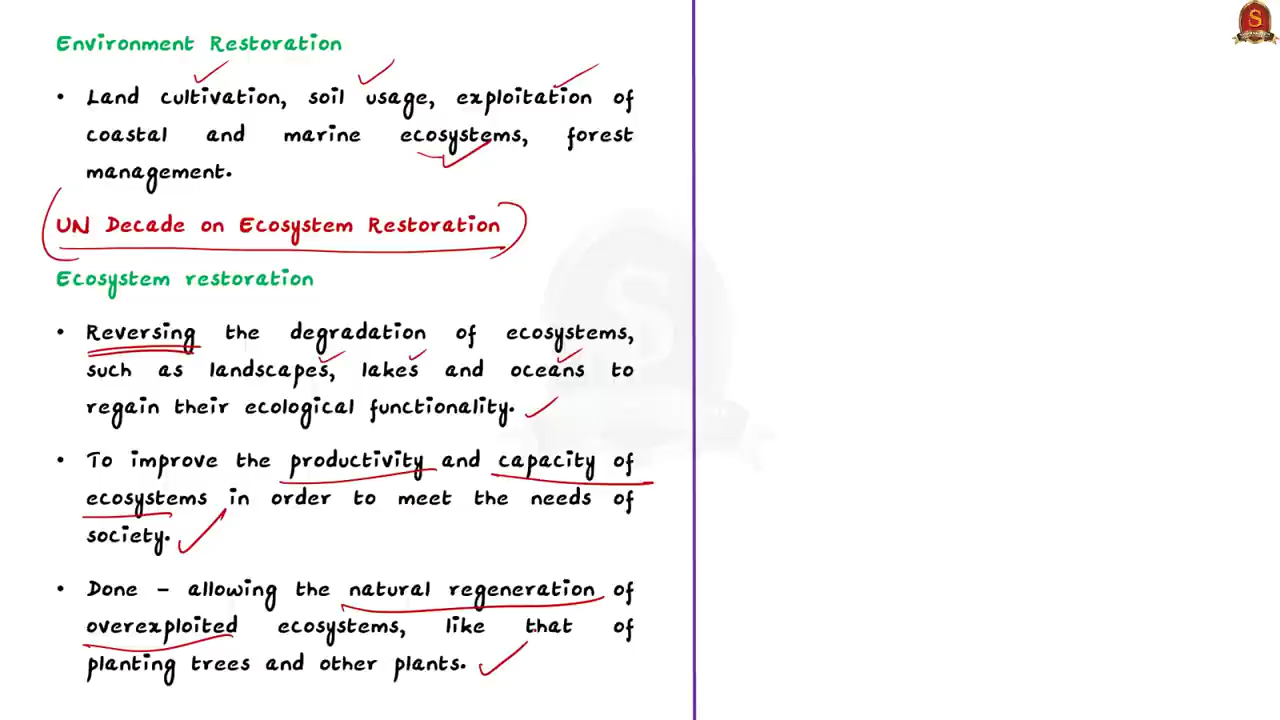 Environment Restoration
• Land cultivation, soil usage, exploitation of
coastal and marine ecosystems, forest
management.
UN Decade on Ecosystem Restoration
Ecosystem restoration
• Reversing the degradation of ecosystems,
such as landscapes, lakes and oceans to
regain their ecological functionality.
• To improve the productivity and capacity of
ecosystems in order to meet the needs of
society.
• Done - allowing the natural regeneration of
overexploited ecosystems, like that of
planting trees and other plants.
S
S